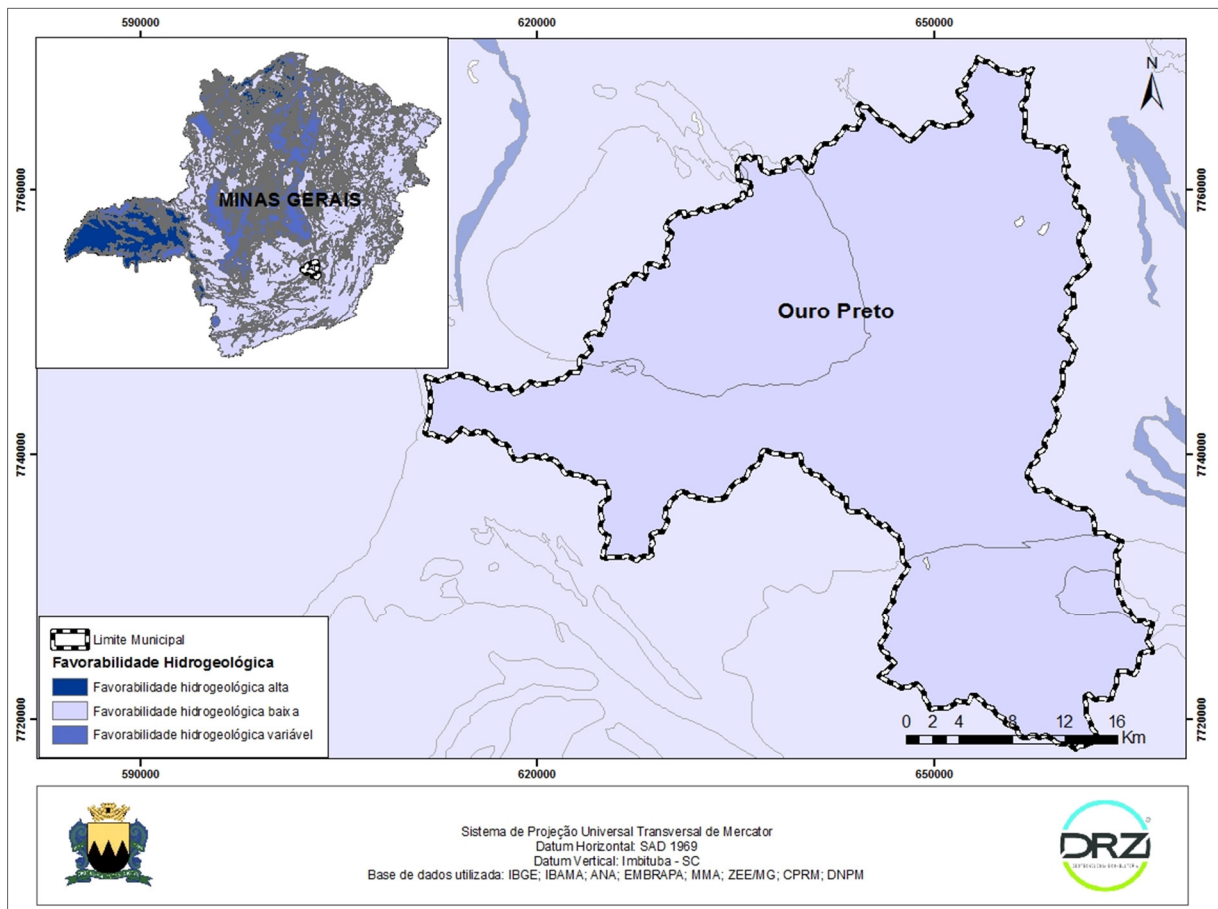 590000 620000 650000
MINAS GERAIS
N
7760000 7760000
Ouro Preto
7740000 7740000
Limite Municipal
Favorabilidade Hidrogeológica
Favorabilidade hidrogeológica alta
Favorabilidade hidrogeológica baixa
Favorabilidade hidrogeológica variável
7720000 7720000
0 2 4 8 12 16
Km
590000 620000 650000
Sistema de Projeção Universal Transversal de Mercator
Datum Horizontal: SAD 1969
Datum Vertical: Imbituba - SC
Base de dados utilizada: IBGE; IBAMA; ANA; EMBRAPA; MMA; ZEE/MG; CPRM; DNPM
DRZ